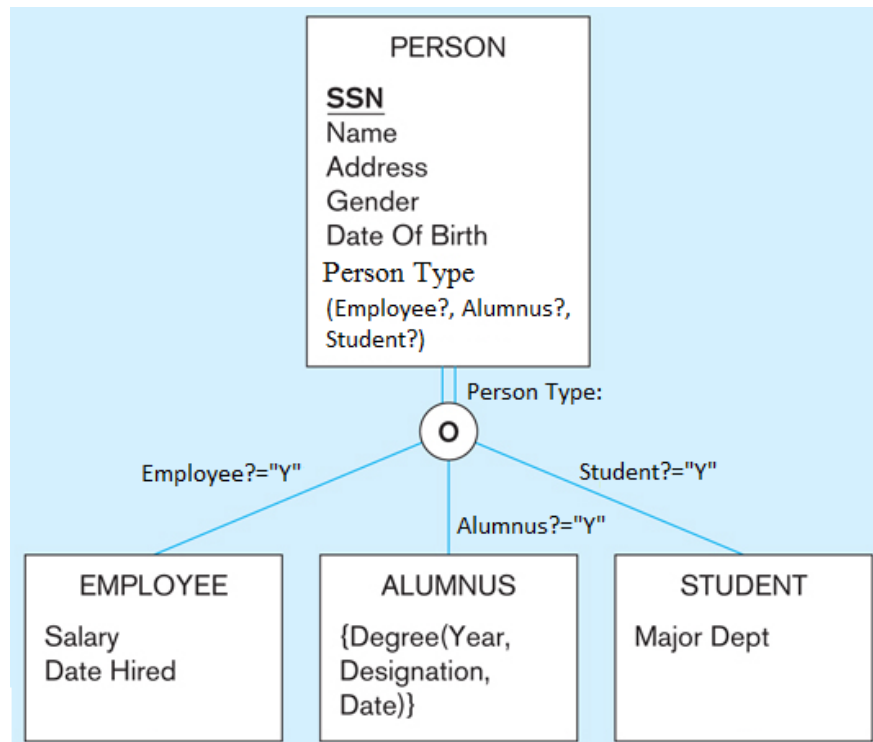 PERSON
SSN
Name
Address
Gender
Date Of Birth
Person Type
(Employee?, Alumnus?,
Student?)
Person Type:
O
Employee?="Y"
Student?="Y"
Alumnus?="Y"
EMPLOYEE
Salary
Date Hired
ALUMNUS
{Degree(Year,
Designation,
Date)}
STUDENT
Major Dept